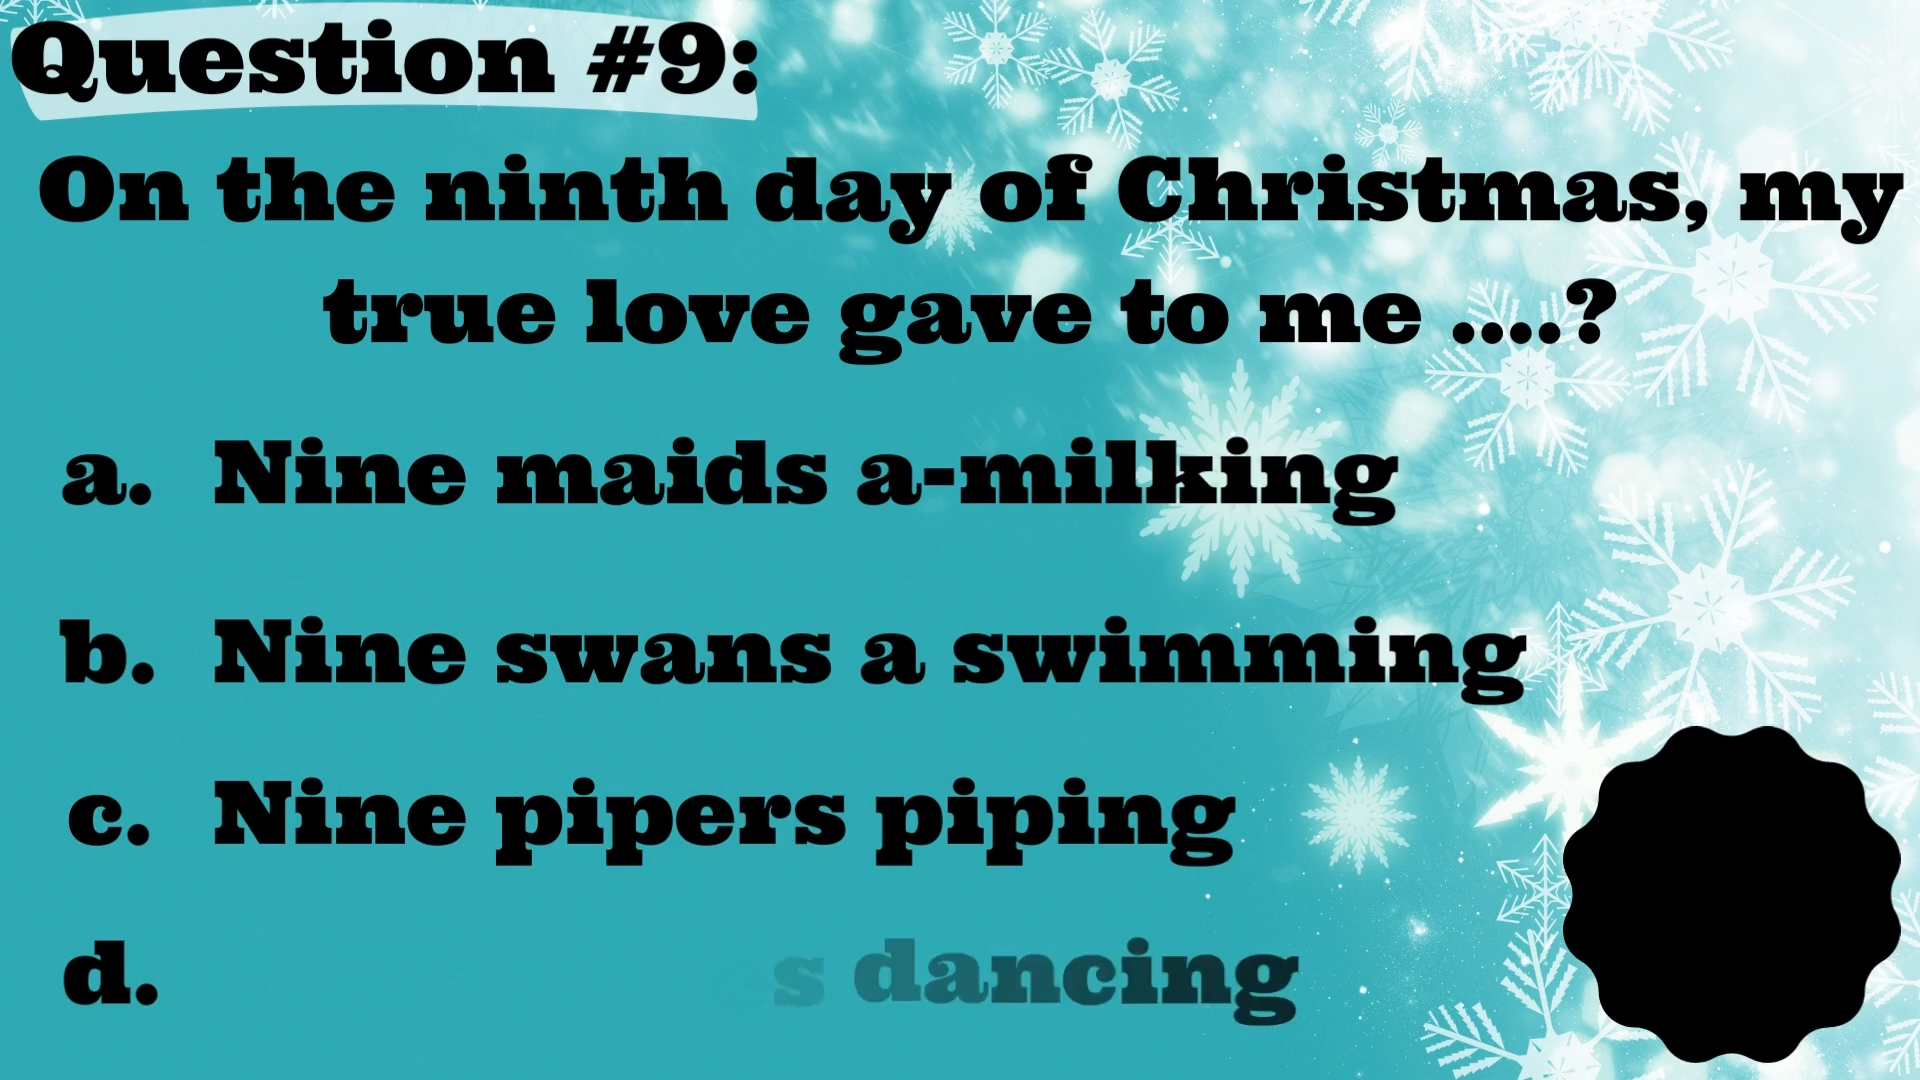 Question #9:
On the ninth day of Christmas, my
true love gave to me ....?
a. Nine maids a-milking
b. Nine swans a swimming
c. Nine pipers piping
d. s dancing